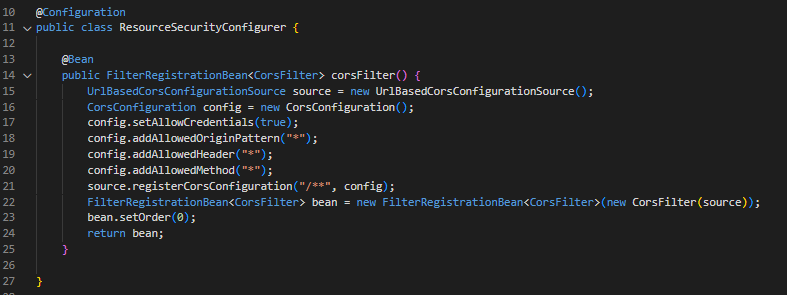 10 @Configuration
11 public class ResourceSecurityConfigurer {
12
13 @Bean
14 public FilterRegistrationBean<CorsFilter> corsFilter() {
15 UrlBasedCorsConfigurationSource source = new UrlBasedCorsConfigurationSource();
16 CorsConfiguration config = new CorsConfiguration();
17 config.setAllowCredentials(true);
18 config.addAllowedOriginPattern("*");
19 config.addAllowedHeader("*");
20 config.addAllowedMethod("*");
21 source.registerCorsConfiguration("/**", config);
22 FilterRegistrationBean<CorsFilter> bean = new FilterRegistrationBean<CorsFilter>(new CorsFilter(source));
23 bean.setOrder(0);
24 return bean;
25 }
26
27 }